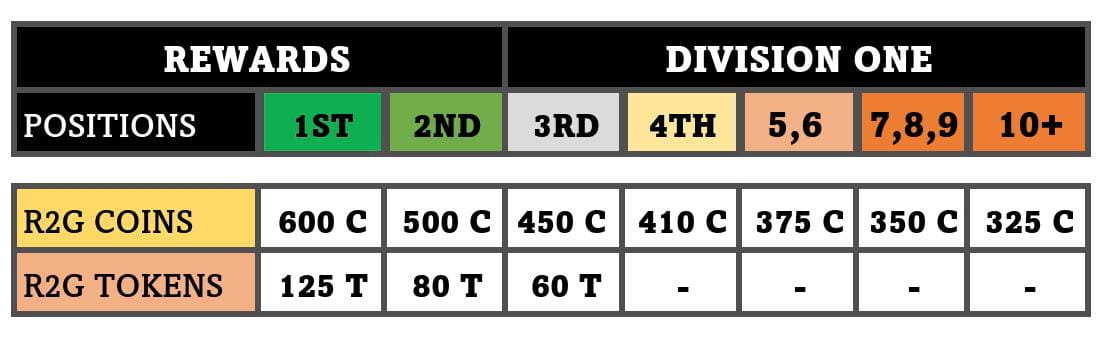 REWARDS DIVISION ONE
POSITIONS 1ST 2ND 3RD 4TH 5,6 7,8,9 10+
R2G COINS 600 C 500 C 450 C 410 C 375 C 350 C 325 C
R2G TOKENS 125 T 80 T 60 T - - - -